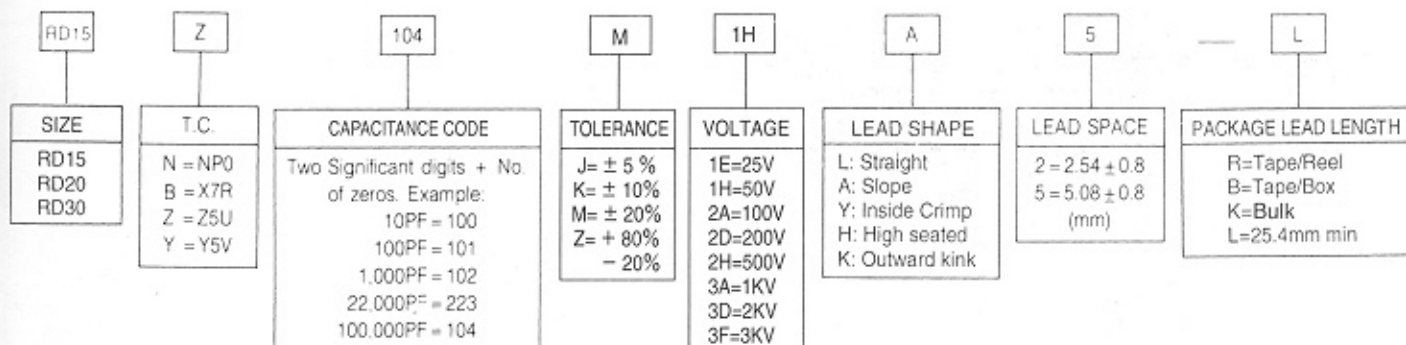 RD15 Z 104 M 1H A 5 — L
SIZE
RD15
RD20
RD30
T.C.
N = NP0
B = X7R
Z = Z5U
Y = Y5V
CAPACITANCE CODE
Two Significant digits + No.
of zeros. Example:
10PF = 100
100PF = 101
1,000PF = 102
22,000PF = 223
100,000PF = 104
TOLERANCE
J= ± 5 %
K= ± 10%
M= ± 20%
Z= + 80%
− 20%
VOLTAGE
1E=25V
1H=50V
2A=100V
2D=200V
2H=500V
3A=1KV
3D=2KV
3F=3KV
LEAD SHAPE
L: Straight
A: Slope
Y: Inside Crimp
H: High seated
K: Outward kink
LEAD SPACE
2 = 2.54 ± 0.8
5 = 5.08 ± 0.8
(mm)
PACKAGE LEAD LENGTH
R=Tape/Reel
B=Tape/Box
K=Bulk
L=25.4mm min